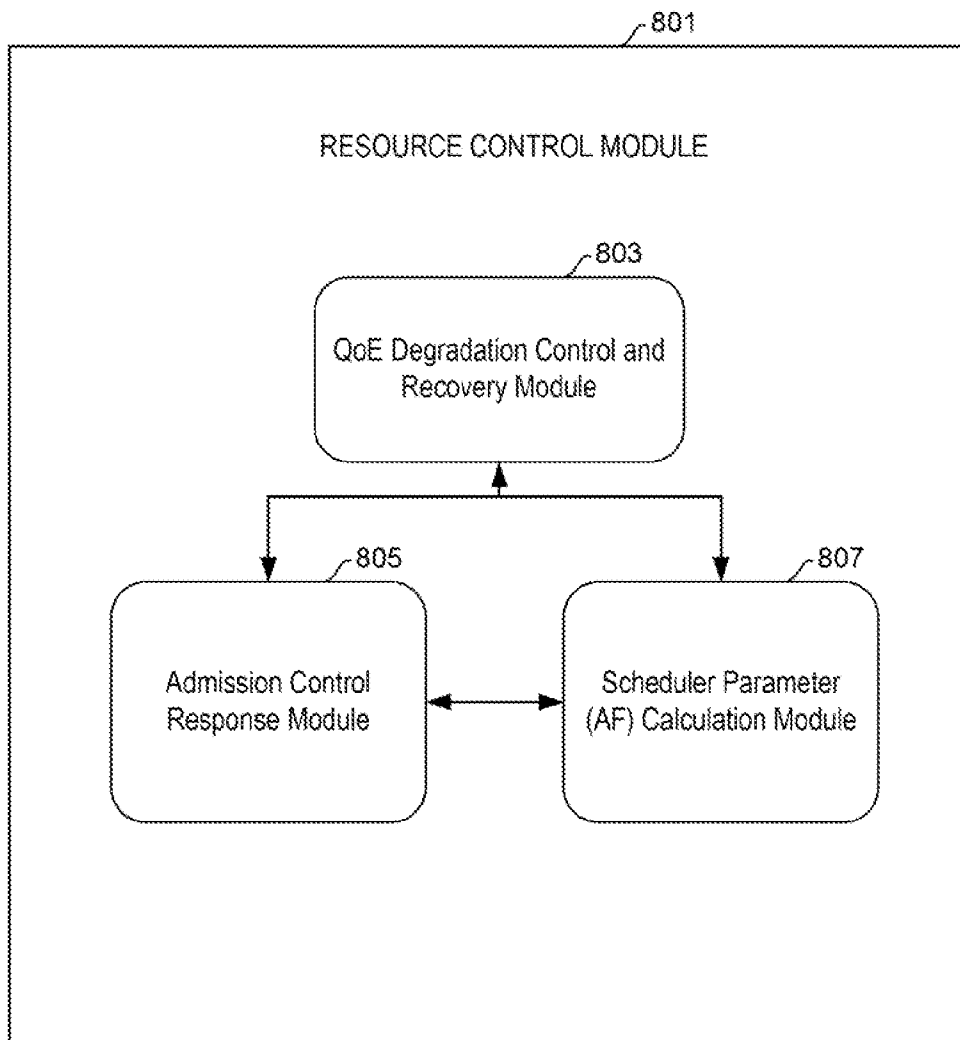 801
RESOURCE CONTROL MODULE
803
QoE Degradation Control and
Recovery Module
805
807
Admission Control
Response Module
Scheduler Parameter
(AF) Calculation Module